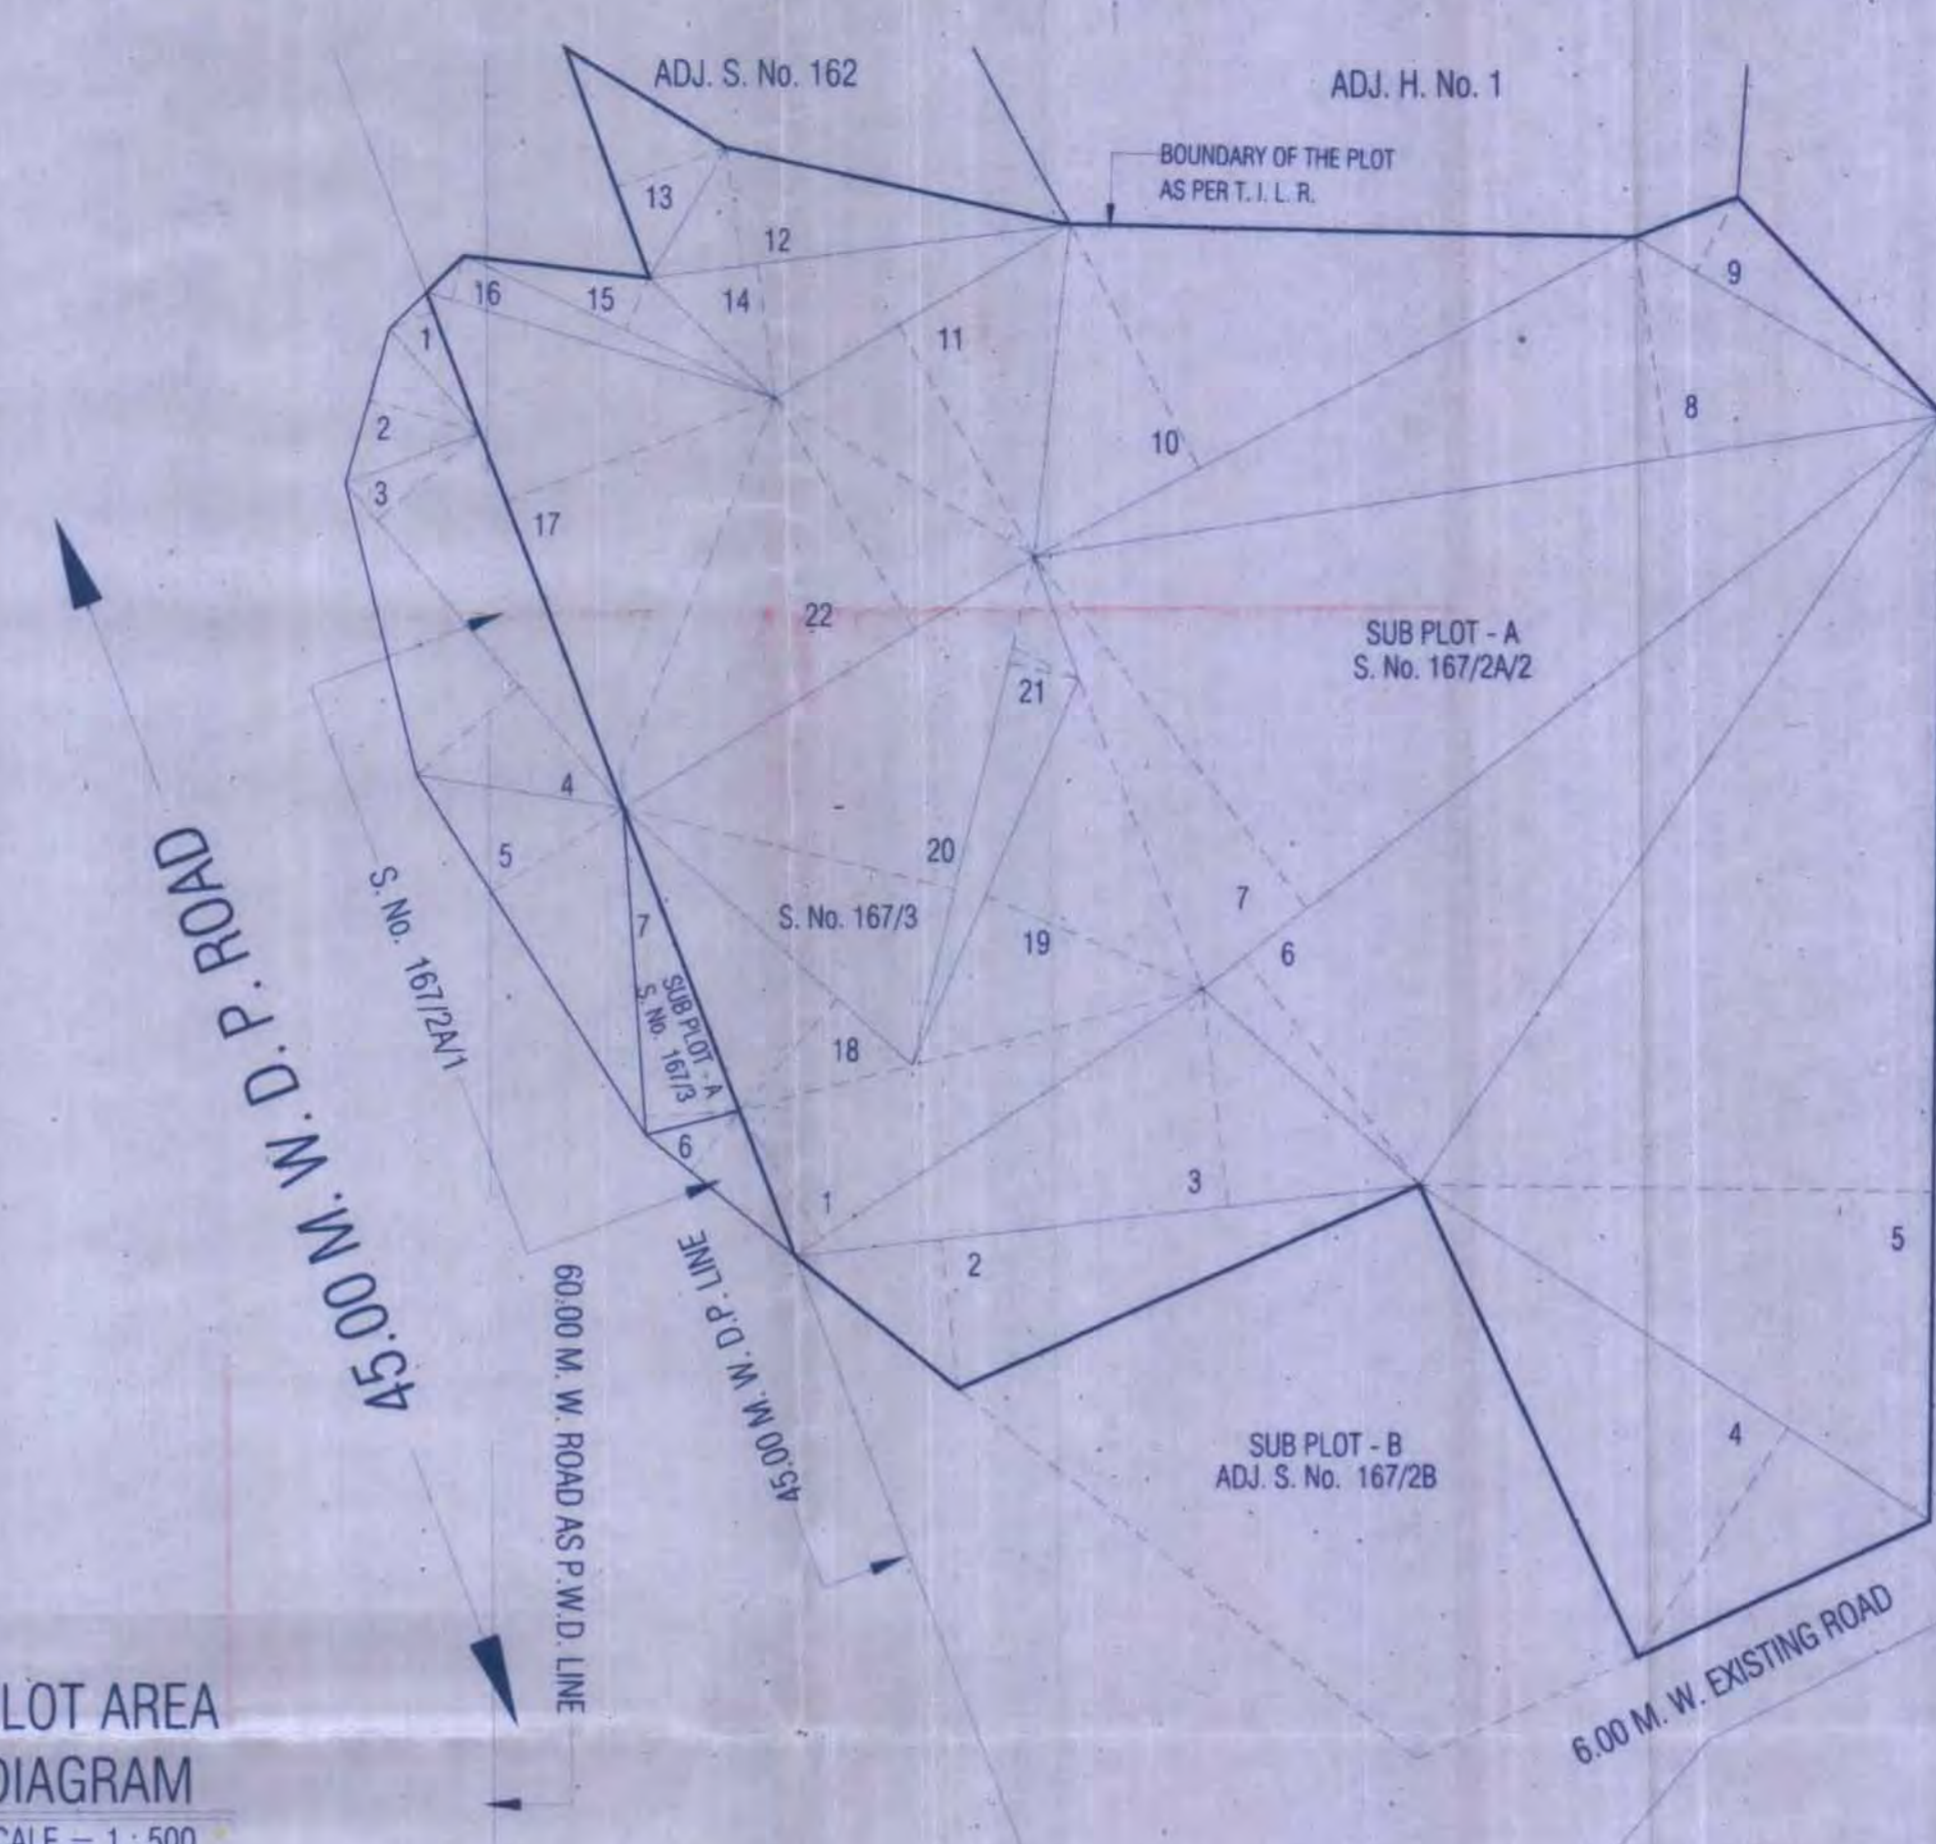 ADJ. S. No. 162
ADJ. H. No. 1
BOUNDARY OF THE PLOT
AS PER T. I. L. R.
13
12
9
16
15
14
11
1
8
2
10
3
17
22
SUB PLOT - A
S. No. 167/2A/2
21
4
20
5
7
S. No. 167/3
7
19
6
45.00 M. W. D. P. ROAD
S. No. 167/2A/1
SUB PLOT - A
S. No. 167/3
18
6
1
3
2
5
60.00 M. W. ROAD AS P.W.D. LINE
45.00 M. W. D.P. LINE
4
SUB PLOT - B
ADJ. S. No. 167/2B
6.00 M. W. EXISTING ROAD
LOT AREA
DIAGRAM
CALE = 1 : 500